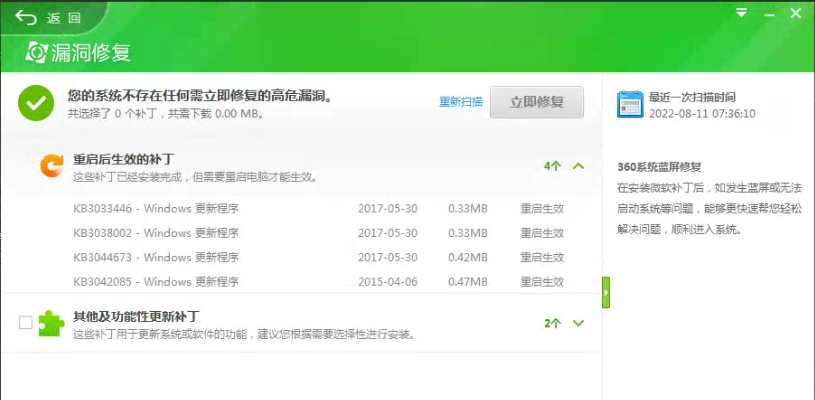 返 回
漏洞修复
您的系统不存在任何需立即修复的高危漏洞。
共选择了 0 个补丁，共需下载 0.00 MB。
重新扫描
立即修复
重启后生效的补丁
这些补丁已经安装完成，但需要重启电脑才能生效。
4个
KB3033446 - Windows 更新程序 2017-05-30 0.33MB 重启生效
KB3038002 - Windows 更新程序 2017-05-30 0.33MB 重启生效
KB3044673 - Windows 更新程序 2017-05-30 0.42MB 重启生效
KB3042085 - Windows 更新程序 2015-04-06 0.47MB 重启生效
其他及功能性更新补丁
这些补丁用于更新系统或软件的功能，建议您根据需要选择性进行安装。
2个
最近一次扫描时间
2022-08-11 07:36:10
360系统蓝屏修复
在安装微软补丁后，如发生蓝屏或无法
启动系统等问题，能够更快速帮您轻松
解决问题，顺利进入系统。